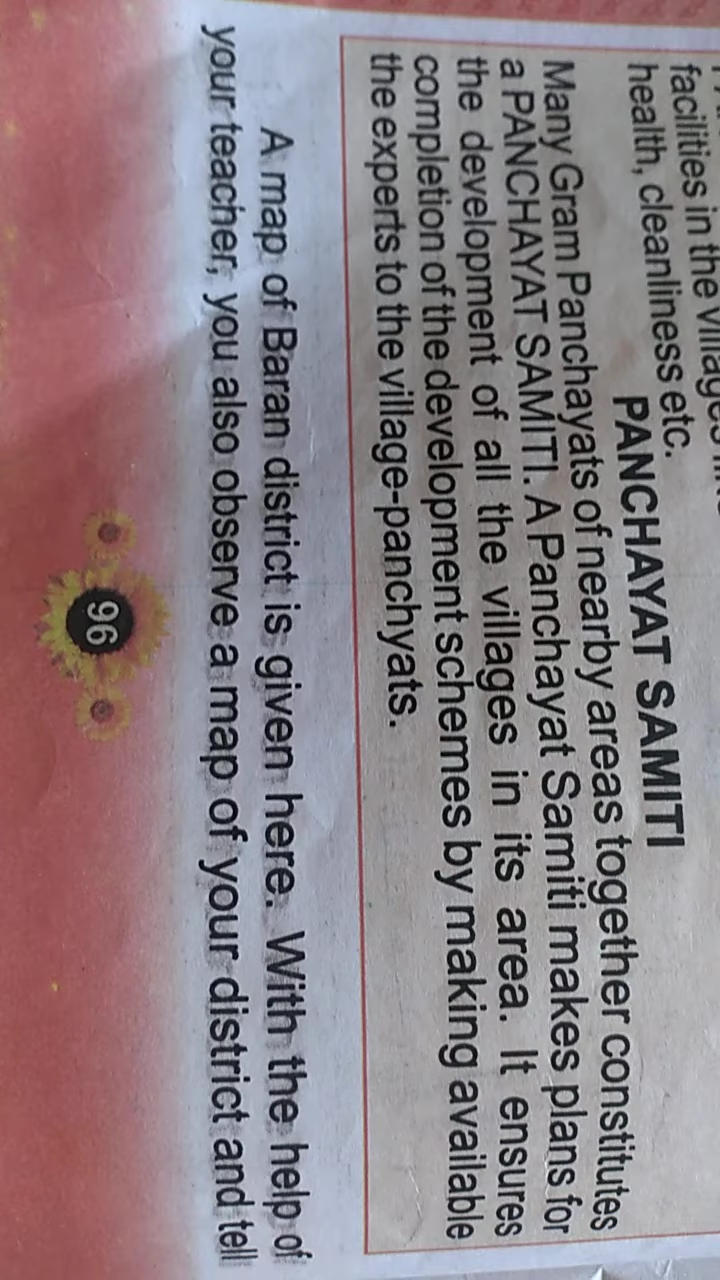 facilities in the
health, cleanliness etc.
PANCHAYAT SAMITI
Many Gram Panchayats of nearby areas together constitutes
a PANCHAYAT SAMITI. A Panchayat Samiti makes plans for
the development of all the villages in its area. It ensures
completion of the development schemes by making available
the experts to the village-panchyats.
A map of Baran district is given here. With the help of
your teacher, you also observe a map of your district and tell
96